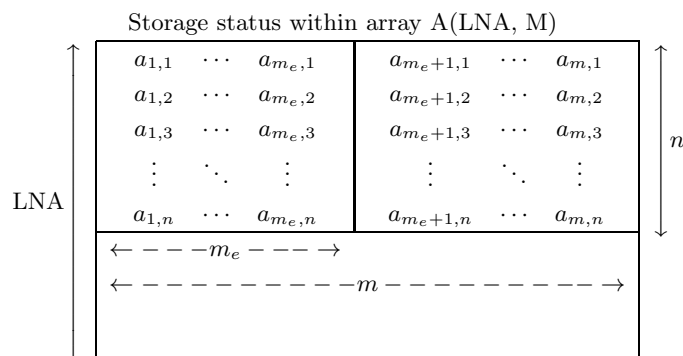 Storage status within array A(LNA, M)
a_{1,1} ⋯ a_{m_e,1} a_{m_e+1,1} ⋯ a_{m,1}
a_{1,2} ⋯ a_{m_e,2} a_{m_e+1,2} ⋯ a_{m,2}
a_{1,3} ⋯ a_{m_e,3} a_{m_e+1,3} ⋯ a_{m,3}
n
⋮ ⋱ ⋮ ⋮ ⋱ ⋮
LNA
a_{1,n} ⋯ a_{m_e,n} a_{m_e+1,n} ⋯ a_{m,n}
m_e
m